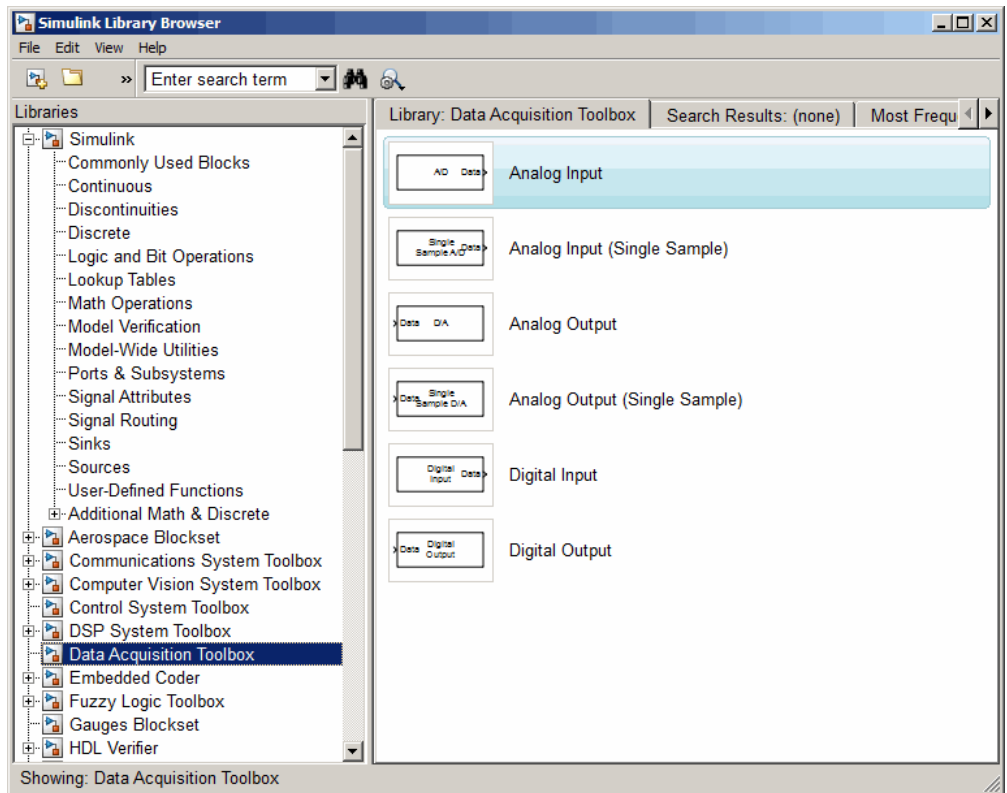 Simulink Library Browser
File Edit View Help
» Enter search term
Libraries
Simulink
Commonly Used Blocks
Continuous
Discontinuities
Discrete
Logic and Bit Operations
Lookup Tables
Math Operations
Model Verification
Model-Wide Utilities
Ports & Subsystems
Signal Attributes
Signal Routing
Sinks
Sources
User-Defined Functions
Additional Math & Discrete
Aerospace Blockset
Communications System Toolbox
Computer Vision System Toolbox
Control System Toolbox
DSP System Toolbox
Data Acquisition Toolbox
Embedded Coder
Fuzzy Logic Toolbox
Gauges Blockset
HDL Verifier
Library: Data Acquisition Toolbox Search Results: (none) Most Frequ
A/D Data Analog Input
Single Sample A/D Data Analog Input (Single Sample)
Data D/A Analog Output
Data Single Sample D/A Analog Output (Single Sample)
Digital Input Data Digital Input
Data Digital Output Digital Output
Showing: Data Acquisition Toolbox